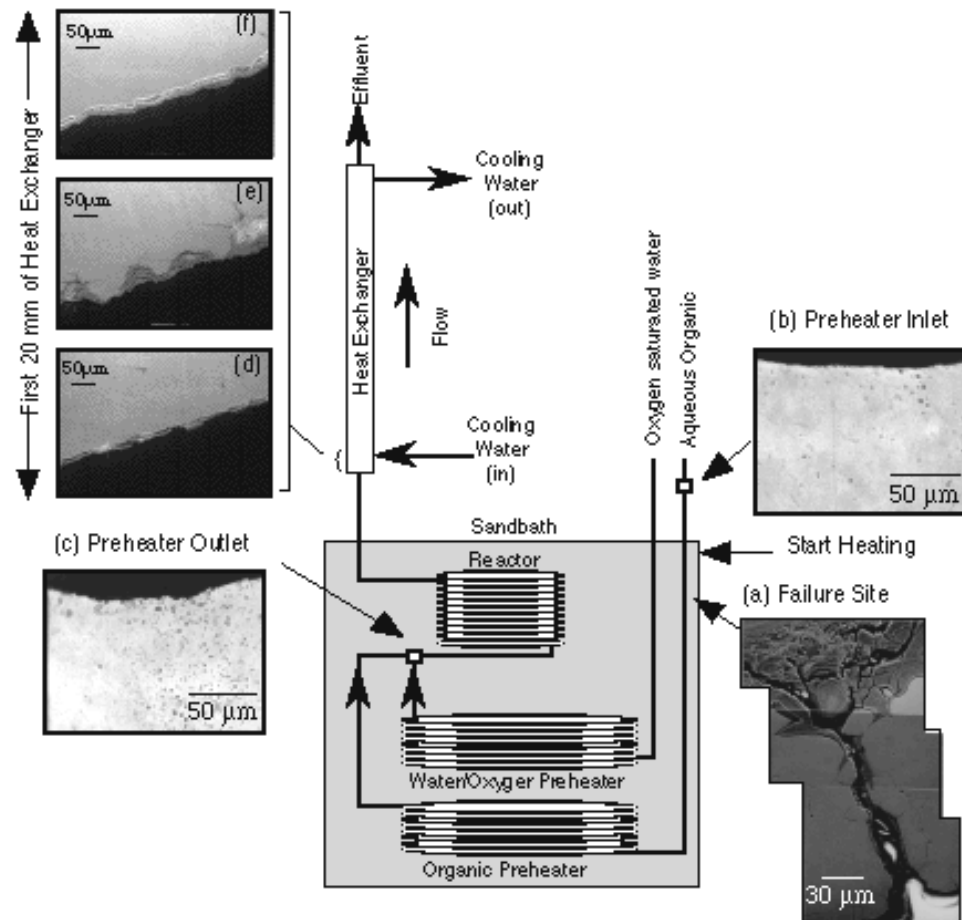 50µm
(f)
50µm
(e)
50µm
(d)
First 20 mm of Heat Exchanger
Effluent
Cooling
Water
(out)
Heat Exchanger
Flow
Cooling
Water
(in)
Oxygen saturated water
Aqueous Organic
(b) Preheater Inlet
50 µm
Sandbath
(c) Preheater Outlet
50 µm
Reactor
Start Heating
(a) Failure Site
Water/Oxyger Preheater
Organic Preheater
30 µm